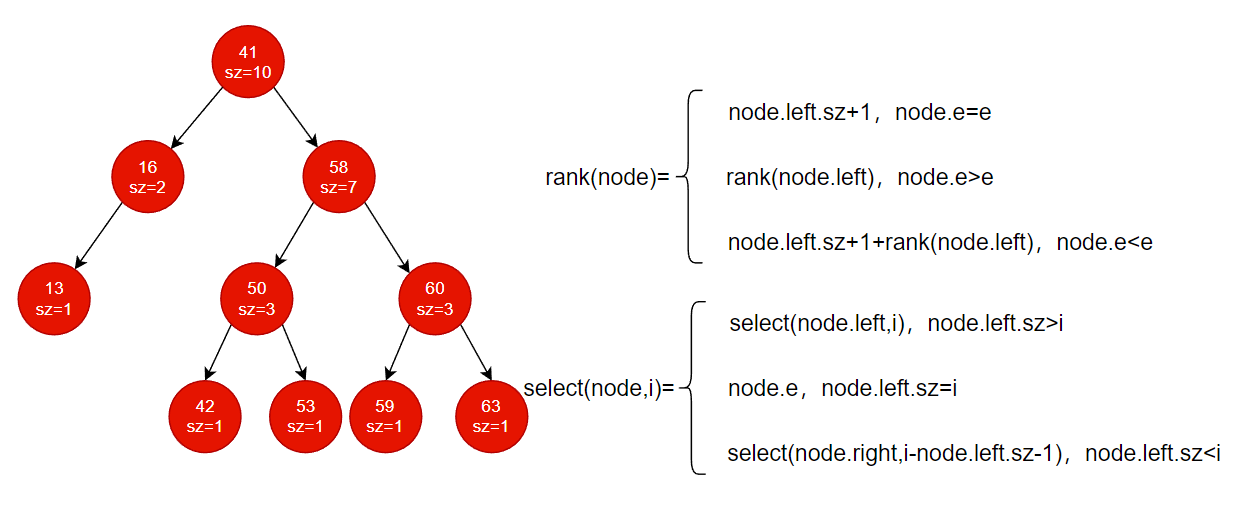 41
sz=10
16
sz=2
58
sz=7
13
sz=1
50
sz=3
60
sz=3
42
sz=1
53
sz=1
59
sz=1
63
sz=1
rank(node)=
node.left.sz+1，node.e=e
rank(node.left)，node.e>e
node.left.sz+1+rank(node.left)，node.e<e
select(node,i)=
select(node.left,i)，node.left.sz>i
node.e，node.left.sz=i
select(node.right,i-node.left.sz-1)，node.left.sz<i